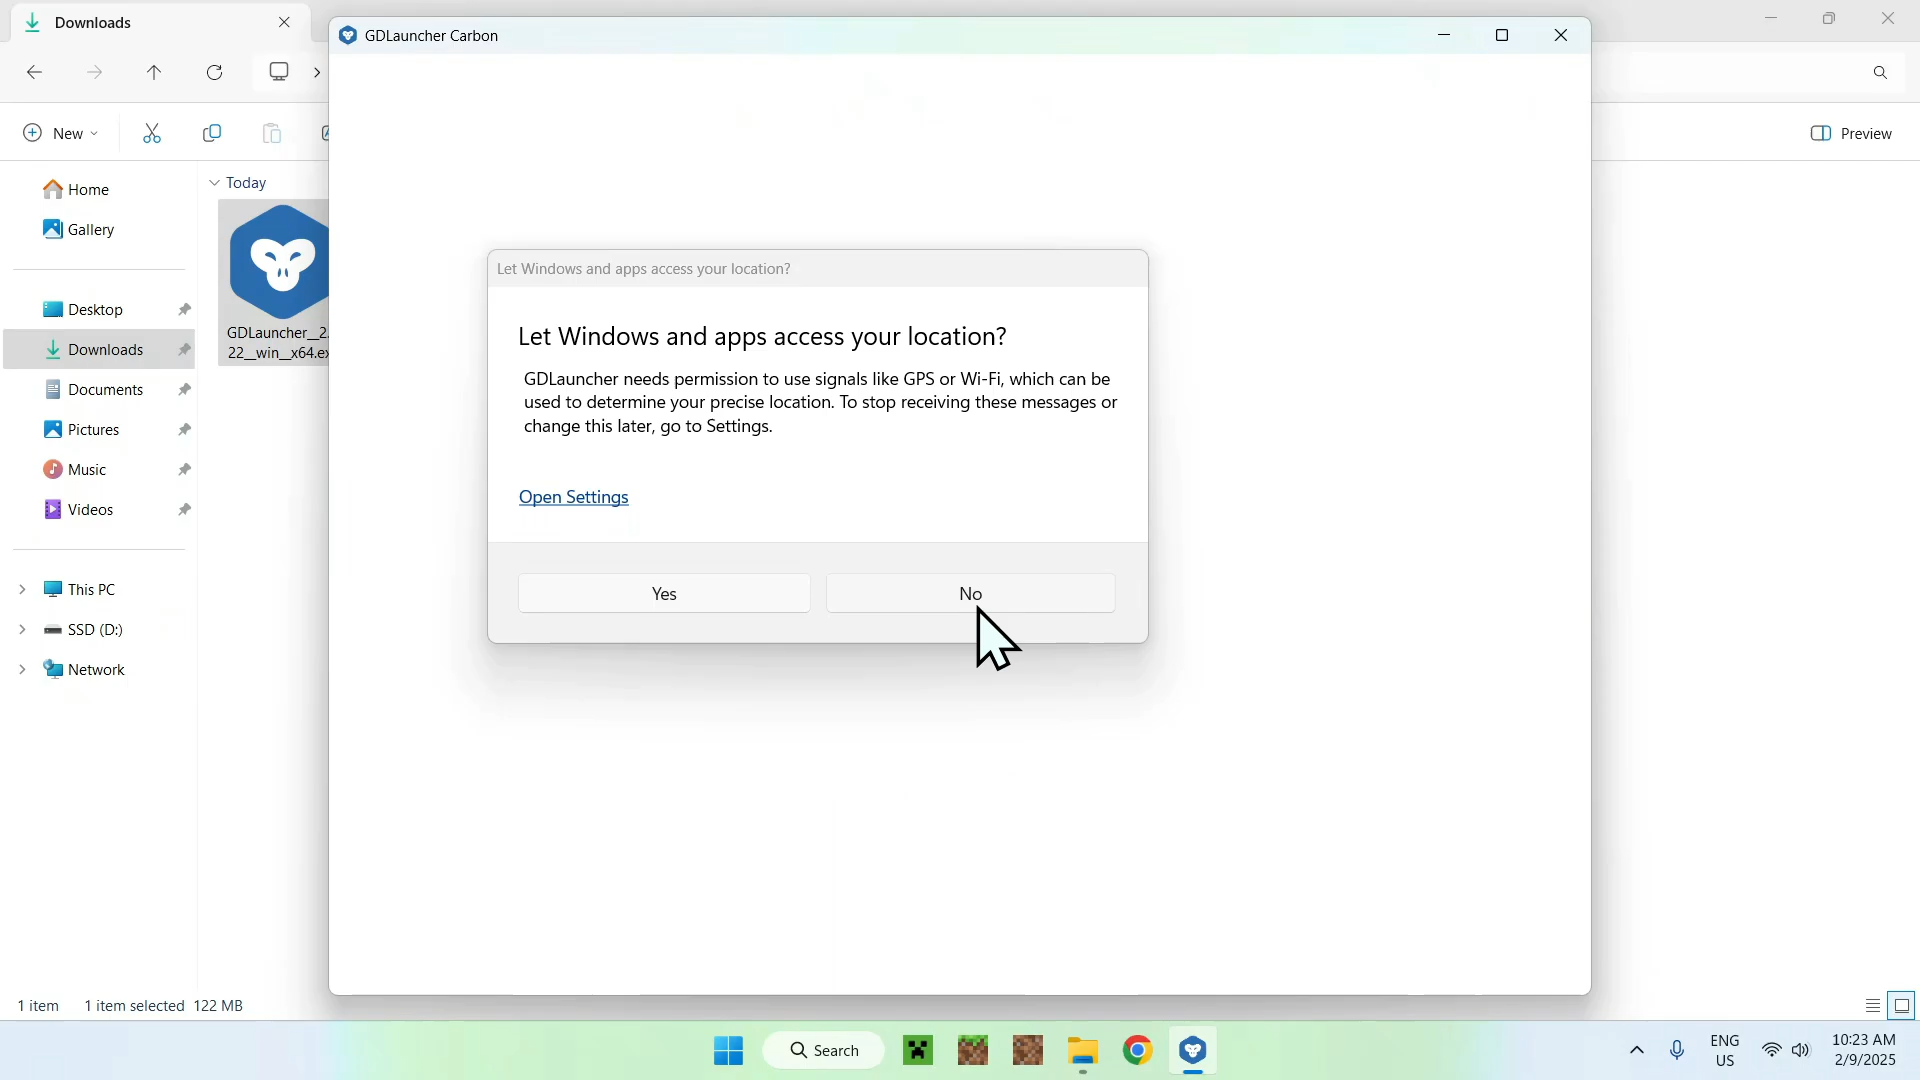 Downloads
GDLauncher Carbon
New
Preview
Home
Gallery
Desktop
Downloads
Documents
Pictures
Music
Videos
This PC
SSD (D:)
Network
Today
GDLauncher__2.
22__win__x64.ex
Let Windows and apps access your location?
Let Windows and apps access your location?
GDLauncher needs permission to use signals like GPS or Wi-Fi, which can be
used to determine your precise location. To stop receiving these messages or
change this later, go to Settings.
Open Settings
Yes
No
1 item 1 item selected 122 MB
Search
ENG
US
10:23 AM
2/9/2025